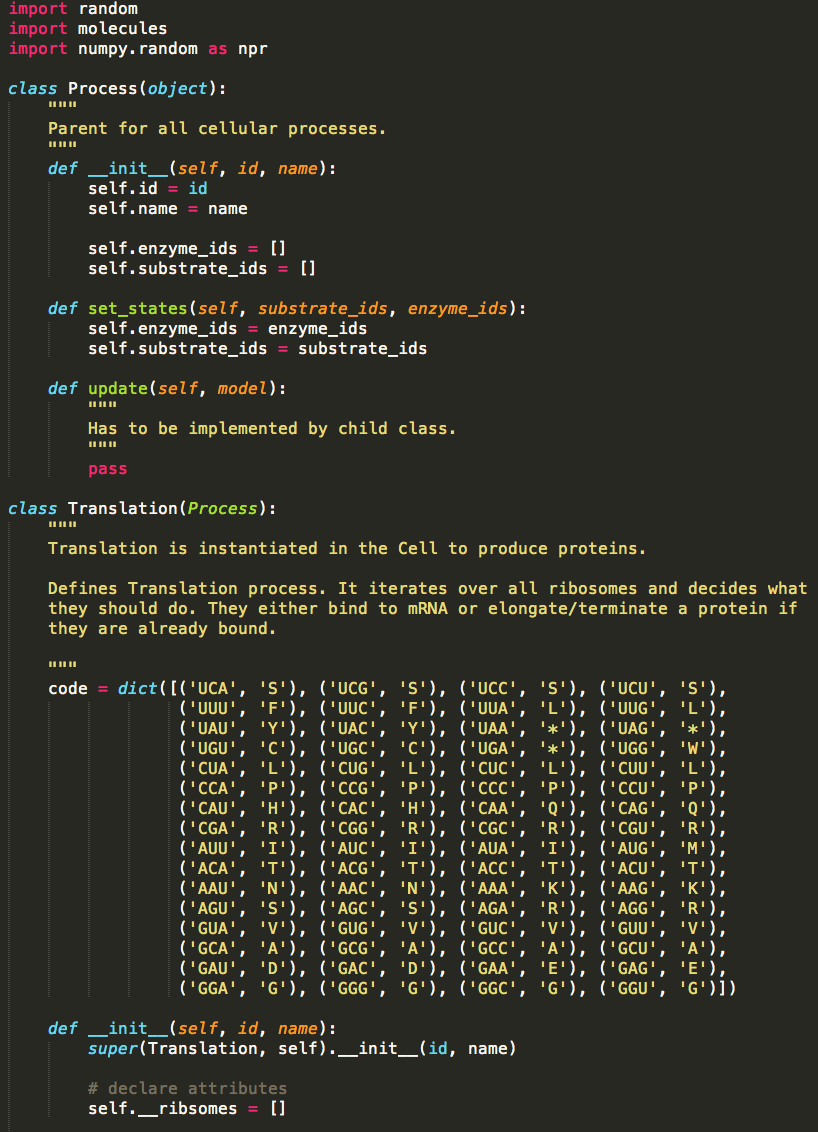 import random
import molecules
import numpy.random as npr

class Process(object):
    """
    Parent for all cellular processes.
    """
    def __init__(self, id, name):
        self.id = id
        self.name = name

        self.enzyme_ids = []
        self.substrate_ids = []

    def set_states(self, substrate_ids, enzyme_ids):
        self.enzyme_ids = enzyme_ids
        self.substrate_ids = substrate_ids

    def update(self, model):
        """
        Has to be implemented by child class.
        """
        pass

class Translation(Process):
    """
    Translation is instantiated in the Cell to produce proteins.

    Defines Translation process. It iterates over all ribosomes and decides what
    they should do. They either bind to mRNA or elongate/terminate a protein if
    they are already bound.

    """
    code = dict([('UCA', 'S'), ('UCG', 'S'), ('UCC', 'S'), ('UCU', 'S'),
                 ('UUU', 'F'), ('UUC', 'F'), ('UUA', 'L'), ('UUG', 'L'),
                 ('UAU', 'Y'), ('UAC', 'Y'), ('UAA', '*'), ('UAG', '*'),
                 ('UGU', 'C'), ('UGC', 'C'), ('UGA', '*'), ('UGG', 'W'),
                 ('CUA', 'L'), ('CUG', 'L'), ('CUC', 'L'), ('CUU', 'L'),
                 ('CCA', 'P'), ('CCG', 'P'), ('CCC', 'P'), ('CCU', 'P'),
                 ('CAU', 'H'), ('CAC', 'H'), ('CAA', 'Q'), ('CAG', 'Q'),
                 ('CGA', 'R'), ('CGG', 'R'), ('CGC', 'R'), ('CGU', 'R'),
                 ('AUU', 'I'), ('AUC', 'I'), ('AUA', 'I'), ('AUG', 'M'),
                 ('ACA', 'T'), ('ACG', 'T'), ('ACC', 'T'), ('ACU', 'T'),
                 ('AAU', 'N'), ('AAC', 'N'), ('AAA', 'K'), ('AAG', 'K'),
                 ('AGU', 'S'), ('AGC', 'S'), ('AGA', 'R'), ('AGG', 'R'),
                 ('GUA', 'V'), ('GUG', 'V'), ('GUC', 'V'), ('GUU', 'V'),
                 ('GCA', 'A'), ('GCG', 'A'), ('GCC', 'A'), ('GCU', 'A'),
                 ('GAU', 'D'), ('GAC', 'D'), ('GAA', 'E'), ('GAG', 'E'),
                 ('GGA', 'G'), ('GGG', 'G'), ('GGC', 'G'), ('GGU', 'G')])

    def __init__(self, id, name):
        super(Translation, self).__init__(id, name)

        # declare attributes
        self.__ribsomes = []